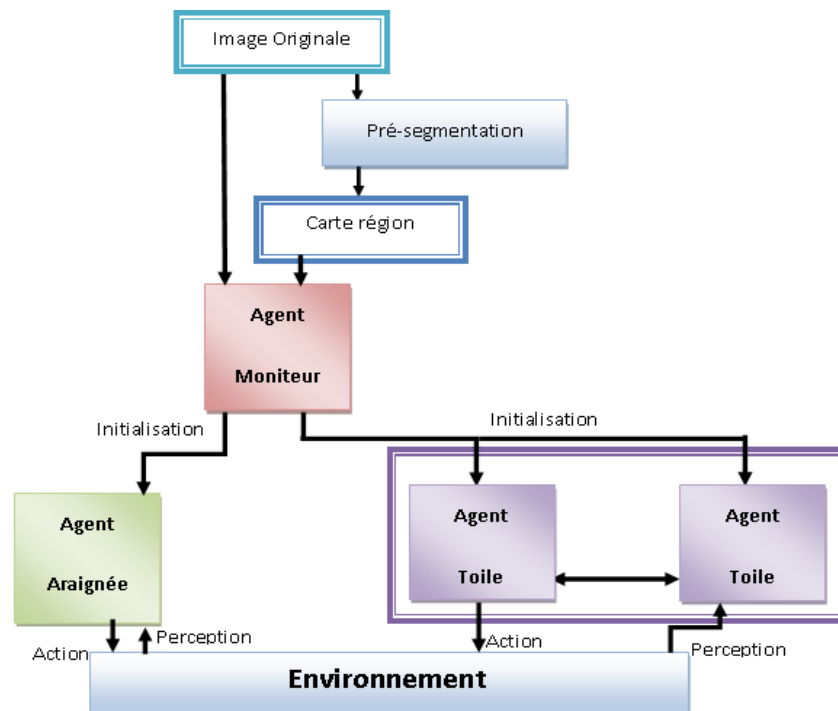 Image Originale
Pré-segmentation
Carte région
Agent
Moniteur
Initialisation
Initialisation
Agent
Araignée
Agent
Toile
Agent
Toile
Action
Perception
Action
Perception
Environnement